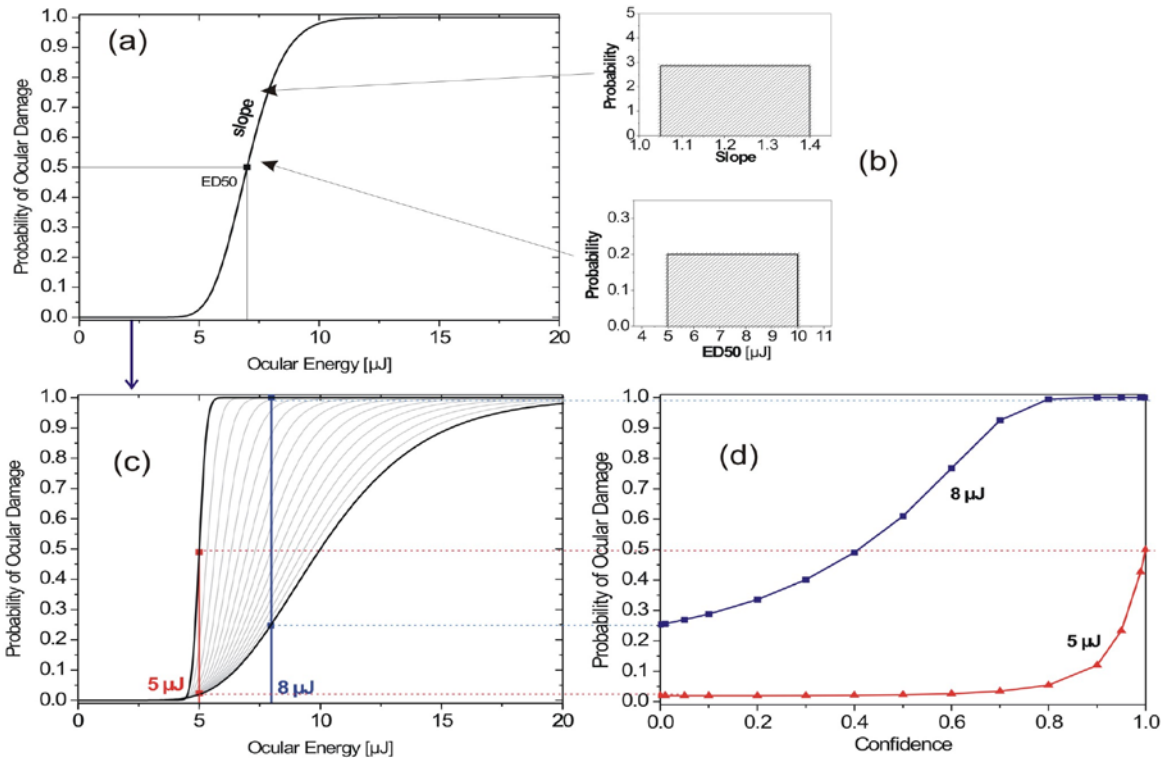 (a)
Probability of Ocular Damage
1.0
0.9
0.8
0.7
0.6
0.5
0.4
0.3
0.2
0.1
0.0
slope
ED50
0 5 10 15 20
Ocular Energy [µJ]
(b)
Probability
5
4
3
2
1
0
1.0 1.1 1.2 1.3 1.4
Slope
Probability
0.3
0.2
0.1
0.0
4 5 6 7 8 9 10 11
ED50 [µJ]
(c)
Probability of Ocular Damage
1.0
0.9
0.8
0.7
0.6
0.5
0.4
0.3
0.2
0.1
0.0
5 µJ
8 µJ
0 5 10 15 20
Ocular Energy [µJ]
(d)
Probability of Ocular Damage
1.0
0.9
0.8
0.7
0.6
0.5
0.4
0.3
0.2
0.1
0.0
8 µJ
5 µJ
0.0 0.2 0.4 0.6 0.8 1.0
Confidence